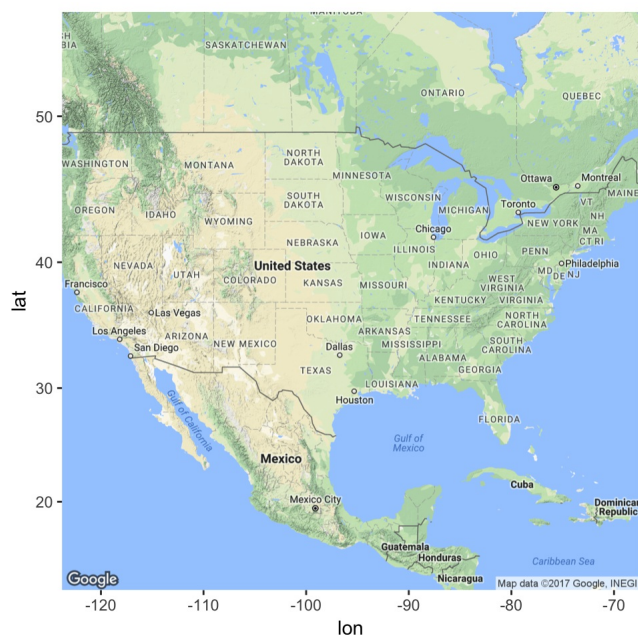 MANITOBA
SASKATCHEWAN
ONTARIO
QUEBEC
50
WASHINGTON
MONTANA
NORTH
DAKOTA
MINNESOTA
Ottawa
Montreal
MAINE
OREGON
IDAHO
SOUTH
DAKOTA
WISCONSIN
MICHIGAN
Toronto
VT
NEW YORK
NH
WYOMING
IOWA
Chicago
MA
CT RI
NEBRASKA
ILLINOIS
INDIANA
OHIO
PENN
40
NEVADA
UTAH
COLORADO
United States
KANSAS
MISSOURI
WEST
VIRGINIA
MD
DE
NJ
Philadelphia
Francisco
CALIFORNIA
Las Vegas
KENTUCKY
VIRGINIA
lat
Los Angeles
ARIZONA
NEW MEXICO
OKLAHOMA
ARKANSAS
TENNESSEE
NORTH
CAROLINA
San Diego
Dallas
MISSISSIPPI
ALABAMA
SOUTH
CAROLINA
TEXAS
GEORGIA
30
LOUISIANA
Houston
Gulf of California
FLORIDA
Gulf of
Mexico
Mexico
Cuba
20
Mexico City
Dominican
Republic
Guatemala
Honduras
Caribbean Sea
Nicaragua
Google
Map data ©2017 Google, INEGI
-120
-110
-100
-90
-80
-70
lon